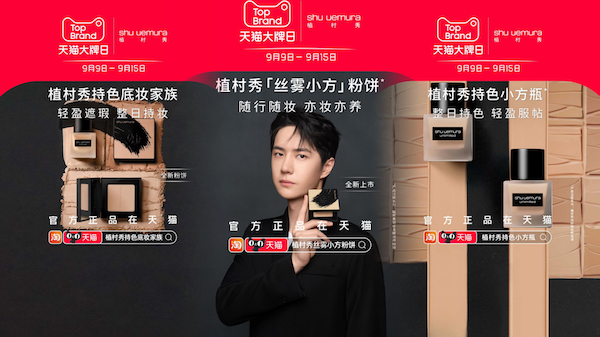 Top Brand
天猫大牌日
shu uemura
植 村 秀
9月9日 – 9月15日
植村秀持色底妆家族
轻盈遮瑕 整日持妆
全新粉饼
官方正品在天猫
淘 天猫 植村秀持色底妆家族
Top Brand
天猫大牌日
shu uemura
植 村 秀
9月9日 – 9月15日
植村秀「丝雾小方」粉饼*
随行随妆 亦妆亦养
全新上市
官方正品在天猫
淘 天猫 植村秀丝雾小方粉饼
Top Brand
天猫大牌日
shu uemura
植 村 秀
9月9日 – 9月15日
植村秀持色小方瓶*
整日持色 轻盈服帖
shu uemura
unlimited
shu uemura
unlimited
官方正品在天猫
淘 天猫 植村秀持色小方瓶